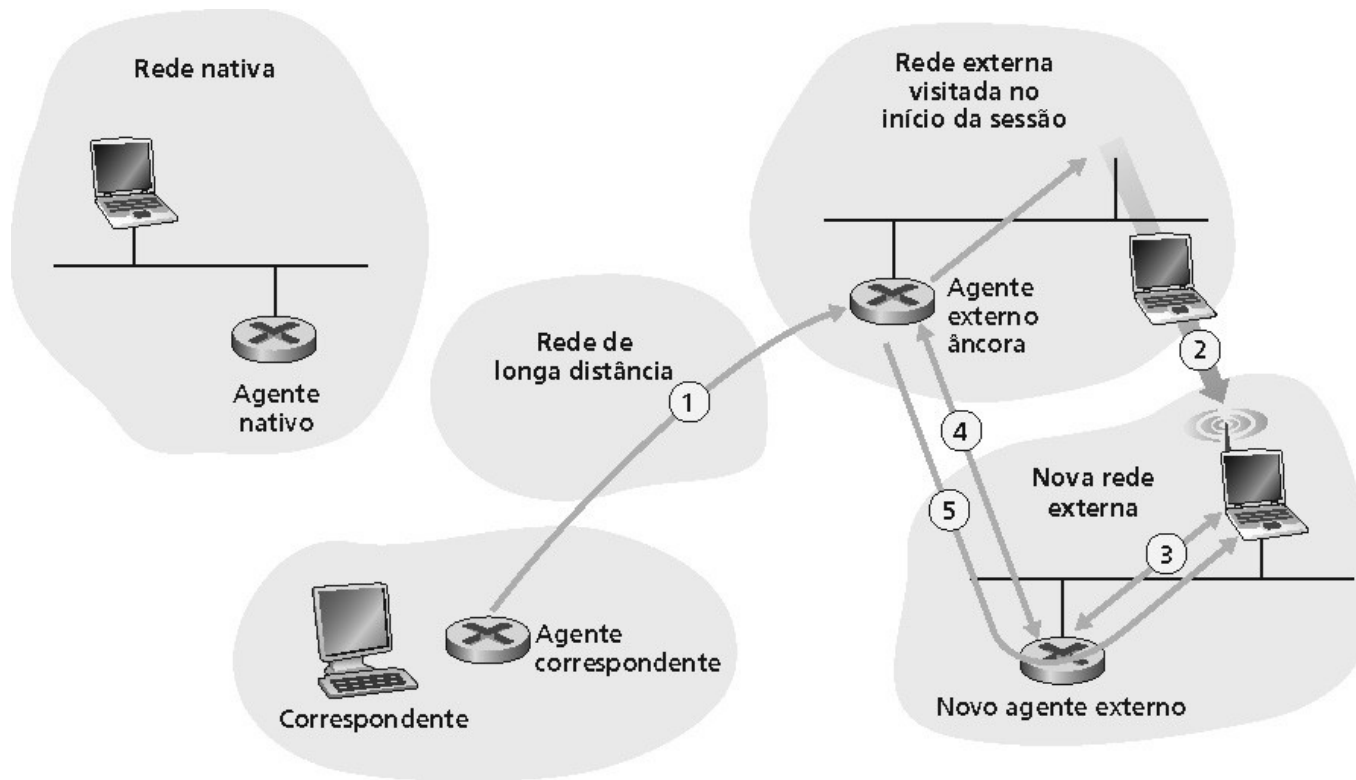 Rede nativa
Agente
nativo
Rede de
longa distância
1
Correspondente
Agente
correspondente
Rede externa
visitada no
início da sessão
Agente
externo
âncora
2
4
5
Nova rede
externa
3
Novo agente externo